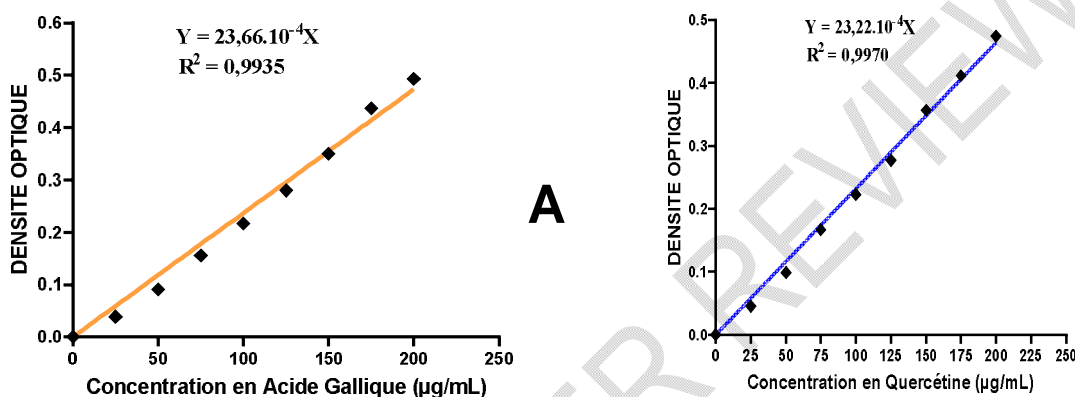 Y = 23,66.10⁻⁴X
R² = 0,9935
DENSITE OPTIQUE
0.6
0.5
0.4
0.3
0.2
0.1
0.0
0 50 100 150 200 250
Concentration en Acide Gallique (µg/mL)
A
Y = 23,22.10⁻⁴X
R² = 0,9970
DENSITE OPTIQUE
0.5
0.4
0.3
0.2
0.1
0.0
0 25 50 75 100 125 150 175 200 225 250
Concentration en Quercétine (µg/mL)
ER REVIEW